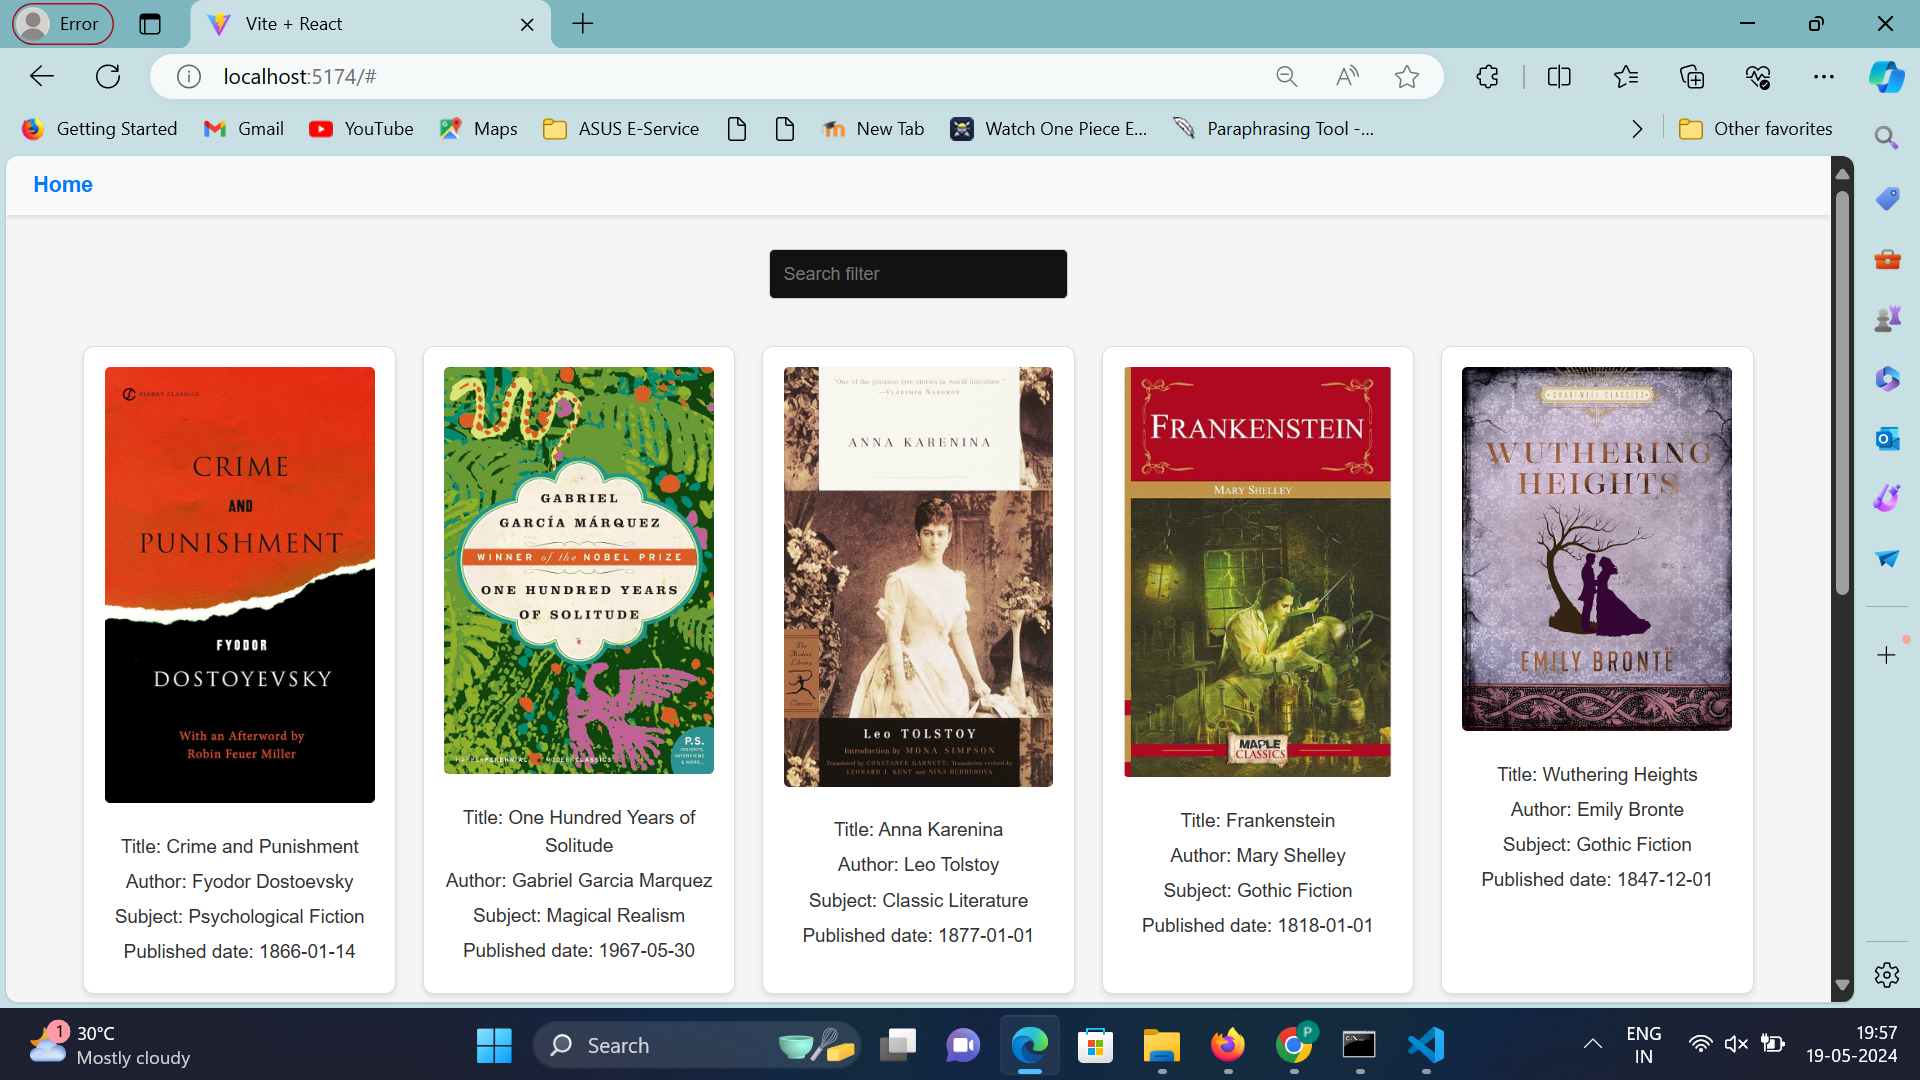 Error
Vite + React
localhost:5174/#
Getting Started
Gmail
YouTube
Maps
ASUS E-Service
New Tab
Watch One Piece E...
Paraphrasing Tool -...
Other favorites
Home
Search filter
SIGNET CLASSICS
CRIME
AND
PUNISHMENT
FYODOR
DOSTOYEVSKY
With an Afterword by
Robin Feuer Miller
Title: Crime and Punishment
Author: Fyodor Dostoevsky
Subject: Psychological Fiction
Published date: 1866-01-14
GABRIEL
GARCÍA MÁRQUEZ
WINNER of the NOBEL PRIZE
ONE HUNDRED YEARS
OF SOLITUDE
P.S.
INSIGHTS,
INTERVIEWS
& MORE...
HARPERPERENNIAL MODERNCLASSICS
Title: One Hundred Years of
Solitude
Author: Gabriel Garcia Marquez
Subject: Magical Realism
Published date: 1967-05-30
"One of the greatest love stories in world literature."
—VLADIMIR NABOKOV
ANNA KARENINA
The
Modern
Library
Classics
Leo TOLSTOY
Introduction by MONA SIMPSON
Translated by CONSTANCE GARNETT; Translation revised by
LEONARD J. KENT and NINA BERBEROVA
Title: Anna Karenina
Author: Leo Tolstoy
Subject: Classic Literature
Published date: 1877-01-01
FRANKENSTEIN
MARY SHELLEY
MAPLE
CLASSICS
Title: Frankenstein
Author: Mary Shelley
Subject: Gothic Fiction
Published date: 1818-01-01
CHARTWELL CLASSICS
WUTHERING
HEIGHTS
EMILY BRONTË
Title: Wuthering Heights
Author: Emily Bronte
Subject: Gothic Fiction
Published date: 1847-12-01
1
30°C
Mostly cloudy
Search
P
ENG
IN
19:57
19-05-2024